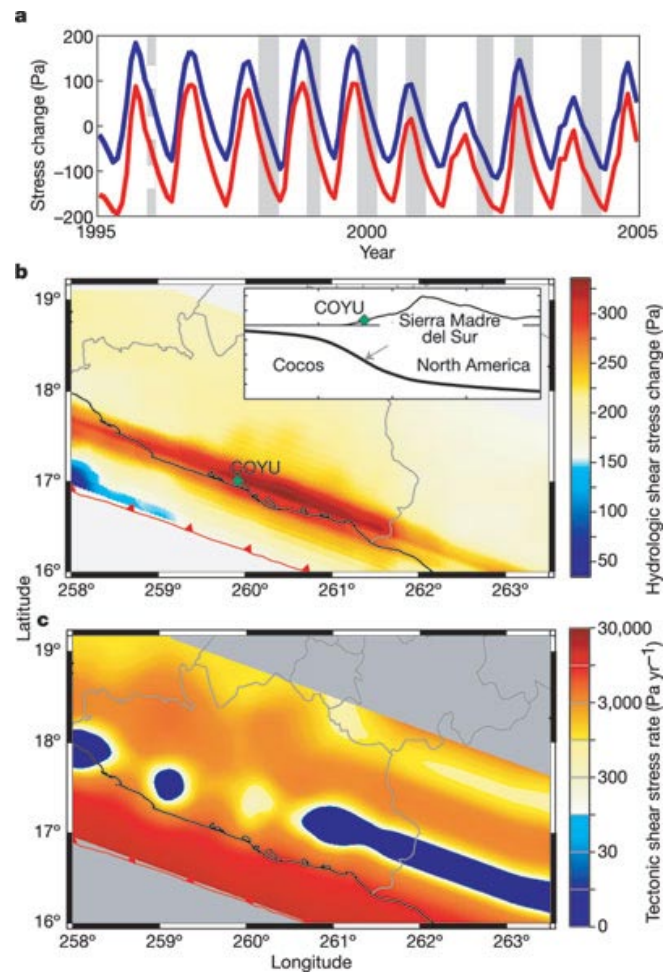 a
Stress change (Pa)
200
100
0
−100
−200
1995
2000
2005
Year
b
19°
18°
17°
16°
COYU
Sierra Madre
del Sur
Cocos
North America
COYU
258°
259°
260°
261°
262°
263°
Hydrologic shear stress change (Pa)
300
250
200
150
100
50
Latitude
c
19°
18°
17°
16°
258°
259°
260°
261°
262°
263°
Longitude
Tectonic shear stress rate (Pa yr⁻¹)
30,000
3,000
300
30
0